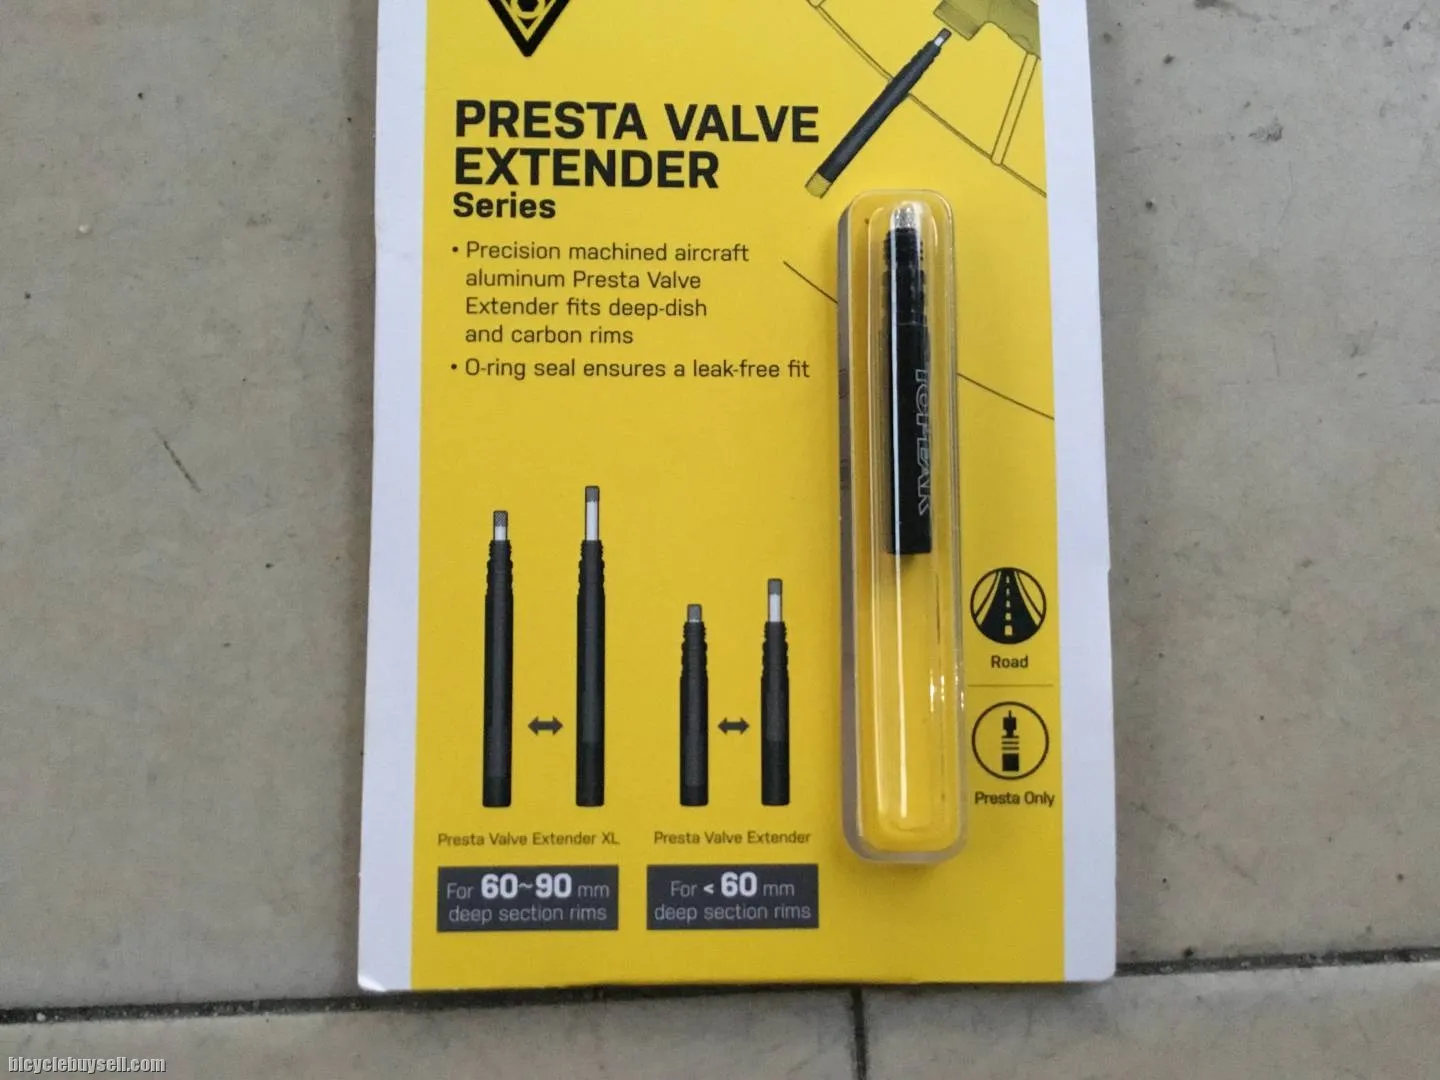 PRESTA VALVE
EXTENDER
Series
• Precision machined aircraft
aluminum Presta Valve
Extender fits deep-dish
and carbon rims
• O-ring seal ensures a leak-free fit
TOPEAK
Road
Presta Only
Presta Valve Extender XL
For 60~90 mm
deep section rims
Presta Valve Extender
For < 60 mm
deep section rims
bicyclebuysell.com